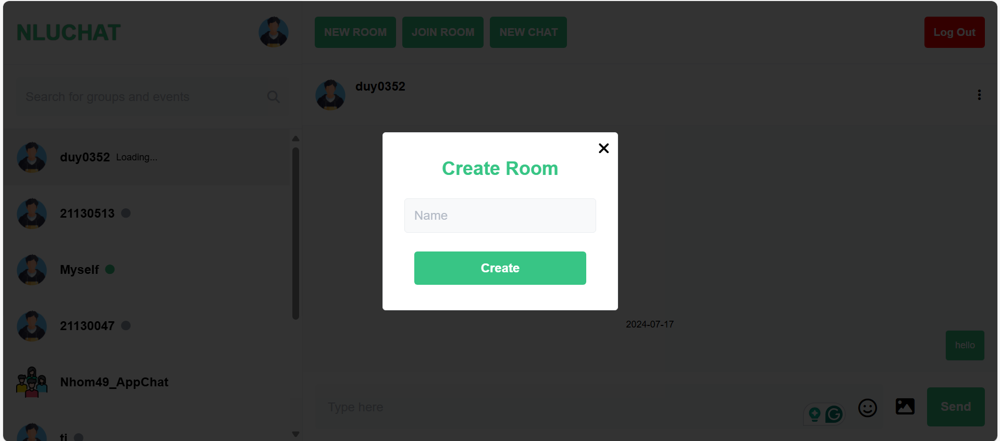 NLUCHAT
NEW ROOM
JOIN ROOM
NEW CHAT
Log Out
Search for groups and events
duy0352
duy0352 Loading...
21130513
Myself
21130047
Nhom49_AppChat
Create Room
Name
Create
2024-07-17
hello
Type here
Send